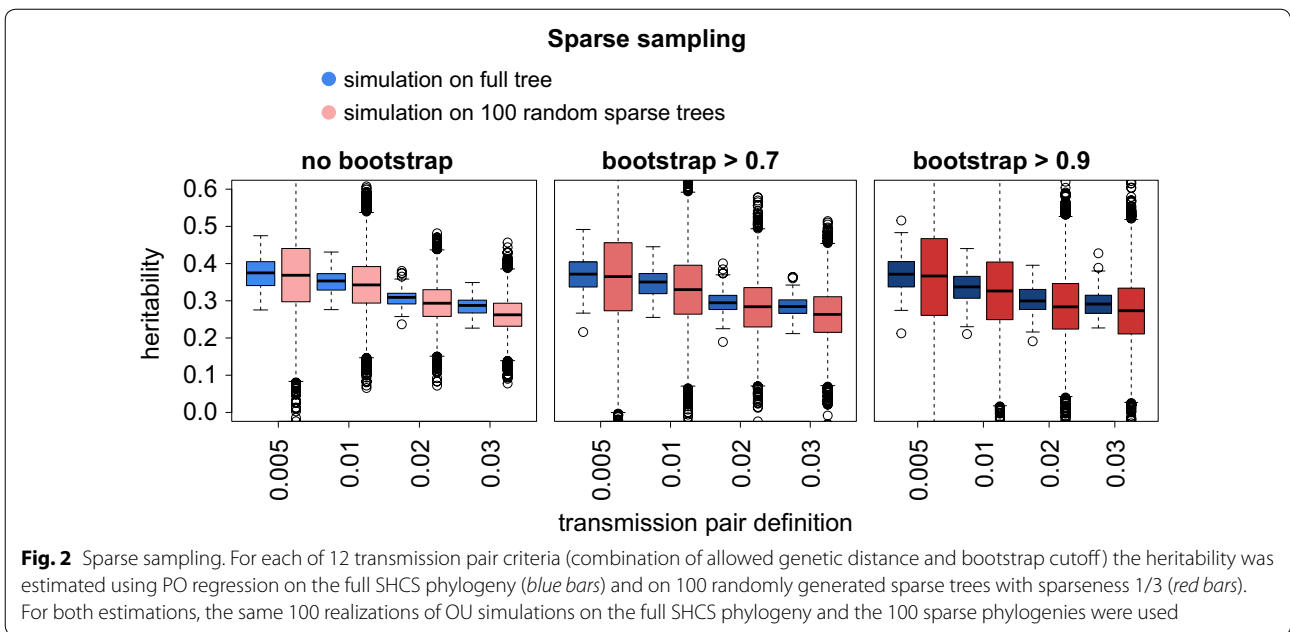 Sparse sampling
simulation on full tree
simulation on 100 random sparse trees
no bootstrap
bootstrap > 0.7
bootstrap > 0.9
heritability
0.6
0.5
0.4
0.3
0.2
0.1
0.0
0.005
0.01
0.02
0.03
0.005
0.01
0.02
0.03
0.005
0.01
0.02
0.03
transmission pair definition
Fig. 2 Sparse sampling. For each of 12 transmission pair criteria (combination of allowed genetic distance and bootstrap cutoff) the heritability was
estimated using PO regression on the full SHCS phylogeny (blue bars) and on 100 randomly generated sparse trees with sparseness 1/3 (red bars).
For both estimations, the same 100 realizations of OU simulations on the full SHCS phylogeny and the 100 sparse phylogenies were used